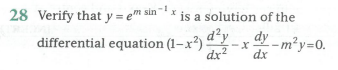 28 Verify that y = e^{m sin^{-1} x} is a solution of the
differential equation (1–x²) d²y/dx² – x dy/dx – m²y=0.